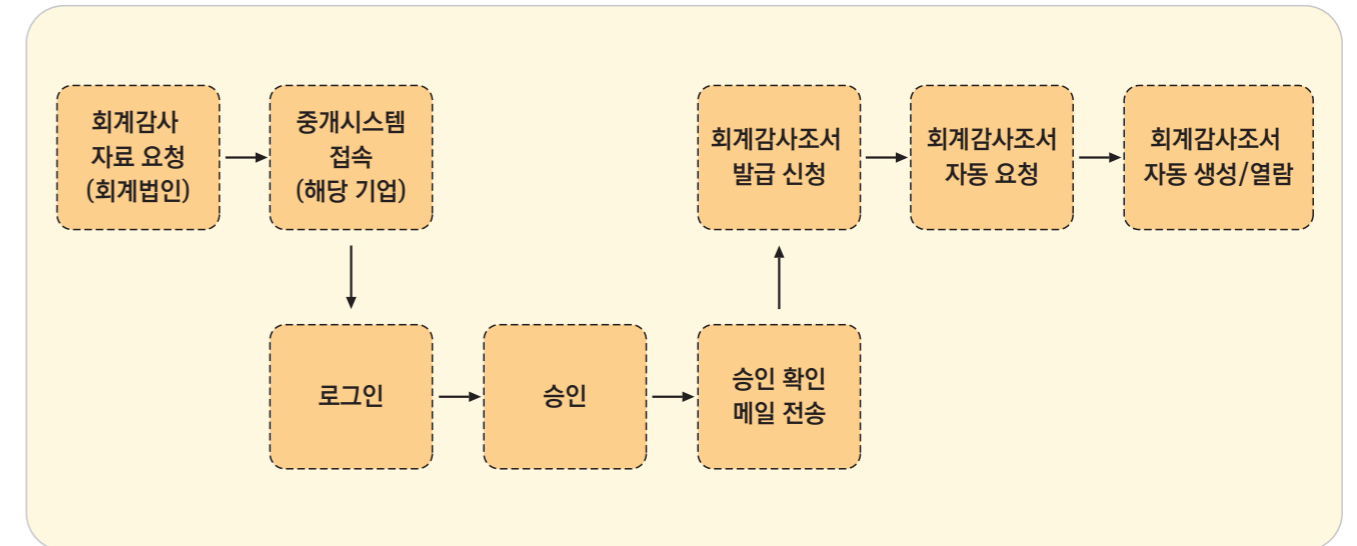 회계감사
자료 요청
(회계법인)
중개시스템
접속
(해당 기업)
로그인
승인
승인 확인
메일 전송
회계감사조서
발급 신청
회계감사조서
자동 요청
회계감사조서
자동 생성/열람